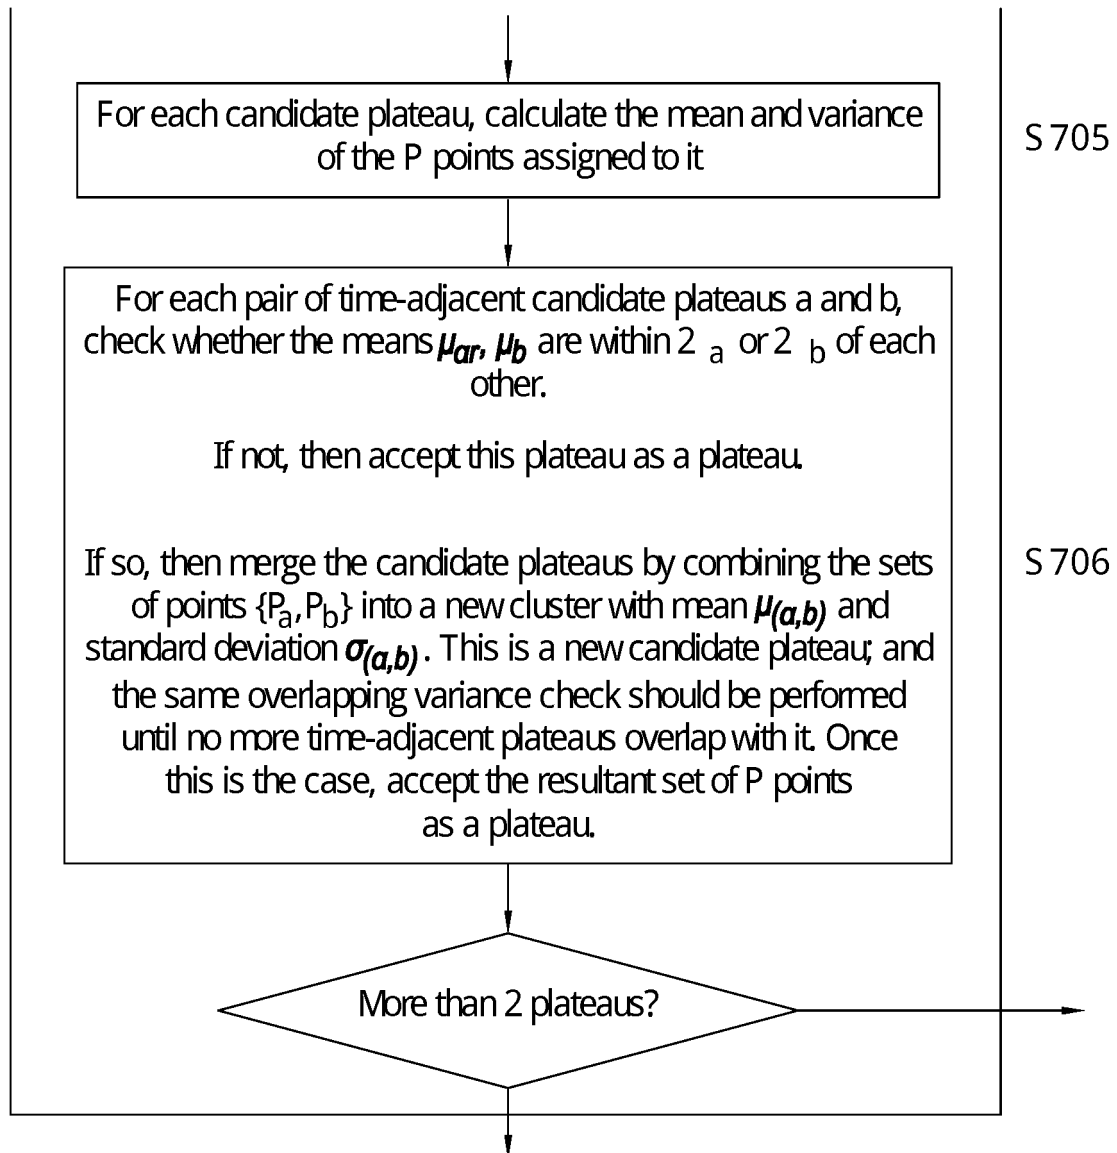 For each candidate plateau, calculate the mean and variance
of the P points assigned to it
S 705
For each pair of time-adjacent candidate plateaus a and b,
check whether the means μar, μb are within 2 a or 2 b of each
other.
If not, then accept this plateau as a plateau.
If so, then merge the candidate plateaus by combining the sets
of points {Pa,Pb} into a new cluster with mean μ(a,b) and
standard deviation σ(a,b). This is a new candidate plateau; and
the same overlapping variance check should be performed
until no more time-adjacent plateaus overlap with it. Once
this is the case, accept the resultant set of P points
as a plateau.
S 706
More than 2 plateaus?